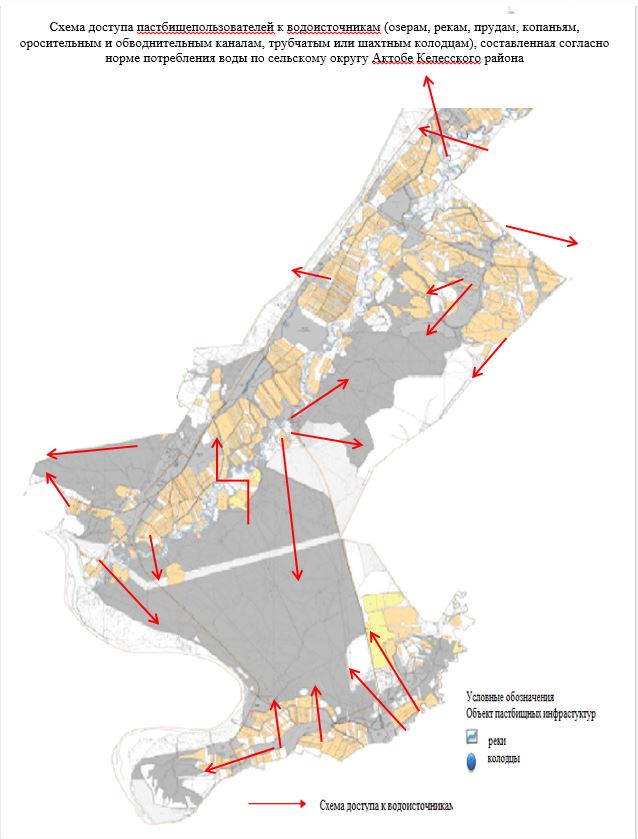 Схема доступа пастбищепользователей к водоисточникам (озерам, рекам, прудам, копаньям,
оросительным и обводнительным каналам, трубчатым или шахтным колодцам), составленная согласно
норме потребления воды по сельскому округу Актобе Келесского района
Условные обозначения
Объект пастбищных инфрастуктур
реки
колодцы
Схема доступа к водоисточникам